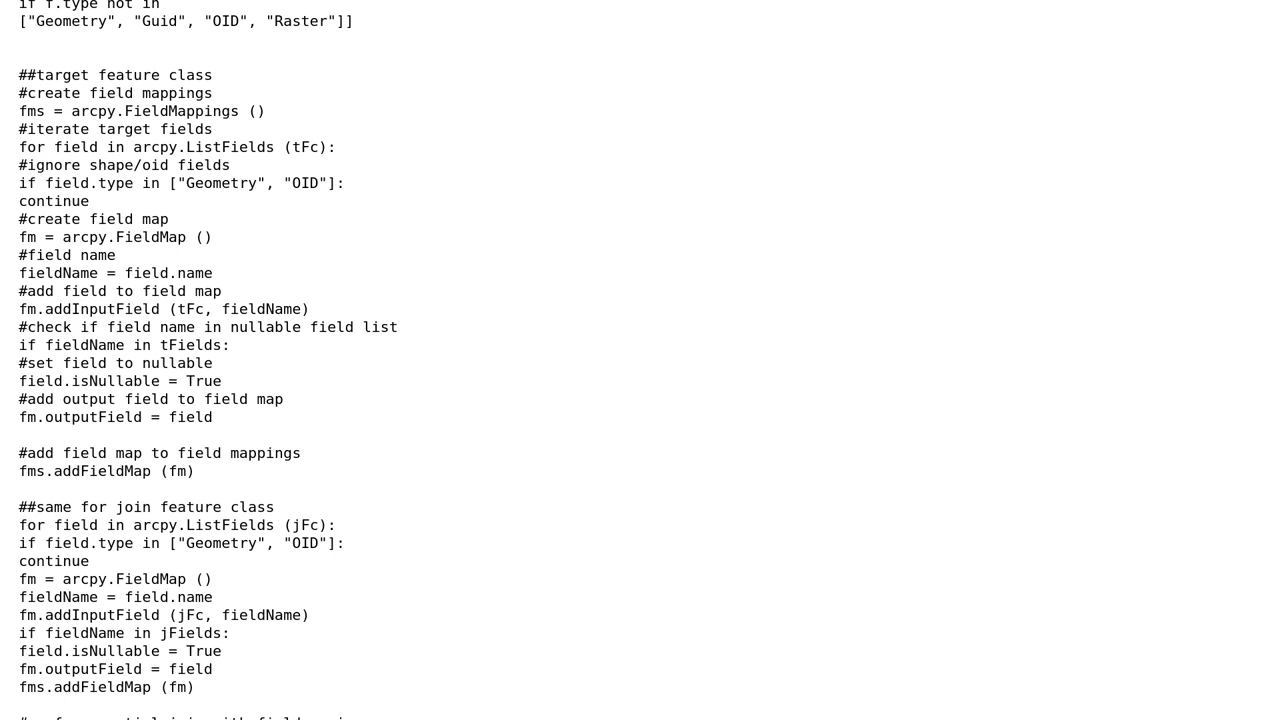 if f.type not in
["Geometry", "Guid", "OID", "Raster"]]
##target feature class
#create field mappings
fms = arcpy.FieldMappings ()
#iterate target fields
for field in arcpy.ListFields (tFc):
#ignore shape/oid fields
if field.type in ["Geometry", "OID"]:
continue
#create field map
fm = arcpy.FieldMap ()
#field name
fieldName = field.name
#add field to field map
fm.addInputField (tFc, fieldName)
#check if field name in nullable field list
if fieldName in tFields:
#set field to nullable
field.isNullable = True
#add output field to field map
fm.outputField = field
#add field map to field mappings
fms.addFieldMap (fm)
##same for join feature class
for field in arcpy.ListFields (jFc):
if field.type in ["Geometry", "OID"]:
continue
fm = arcpy.FieldMap ()
fieldName = field.name
fm.addInputField (jFc, fieldName)
if fieldName in jFields:
field.isNullable = True
fm.outputField = field
fms.addFieldMap (fm)